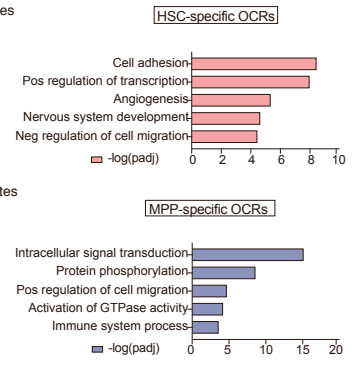 tes
HSC-specific OCRs
Cell adhesion
Pos regulation of transcription
Angiogenesis
Nervous system development
Neg regulation of cell migration
-log(padj)
0 2 4 6 8 10
tes
MPP-specific OCRs
Intracellular signal transduction
Protein phosphorylation
Pos regulation of cell migration
Activation of GTPase activity
Immune system process
-log(padj)
0 5 10 15 20